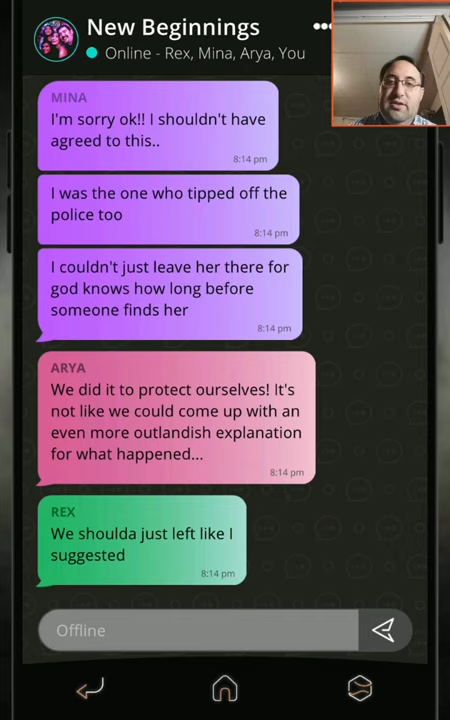 New Beginnings
Online - Rex, Mina, Arya, You
MINA
I'm sorry ok!! I shouldn't have
agreed to this..
8:14 pm
I was the one who tipped off the
police too
8:14 pm
I couldn't just leave her there for
god knows how long before
someone finds her
8:14 pm
ARYA
We did it to protect ourselves! It's
not like we could come up with an
even more outlandish explanation
for what happened...
8:14 pm
REX
We shoulda just left like I
suggested
8:14 pm
Offline